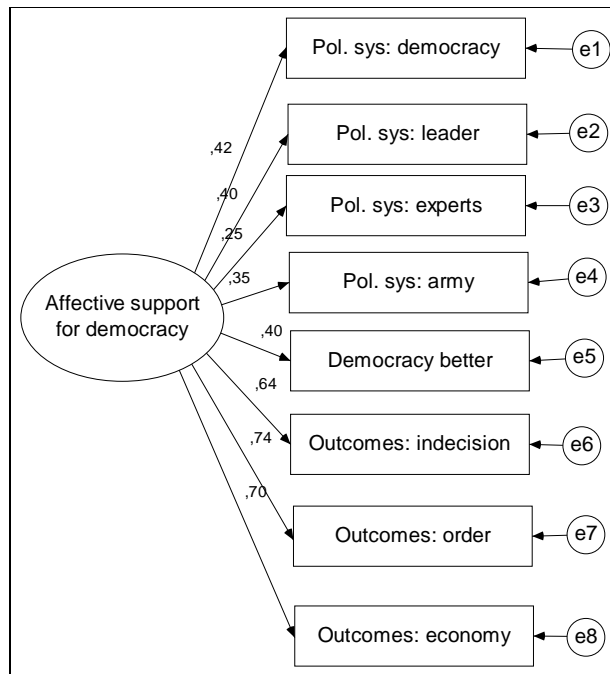 Pol. sys: democracy
e1
,42
Pol. sys: leader
e2
,40
Pol. sys: experts
e3
,25
,35
Pol. sys: army
e4
Affective support
for democracy
,40
Democracy better
e5
,64
Outcomes: indecision
e6
,74
,70
Outcomes: order
e7
Outcomes: economy
e8